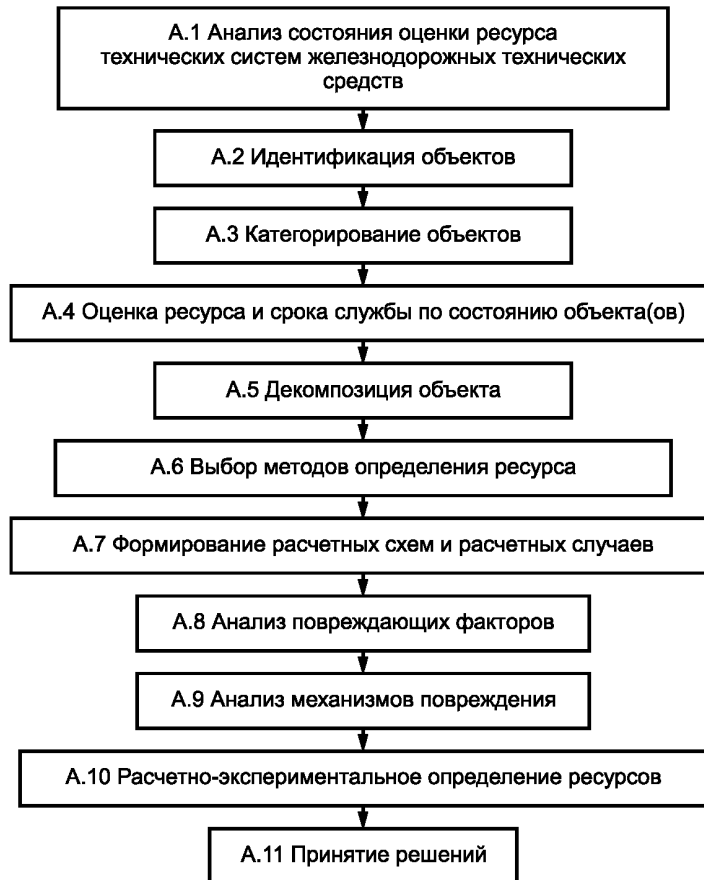 А.1 Анализ состояния оценки ресурса
технических систем железнодорожных технических
средств
А.2 Идентификация объектов
А.3 Категорирование объектов
А.4 Оценка ресурса и срока службы по состоянию объекта(ов)
А.5 Декомпозиция объекта
А.6 Выбор методов определения ресурса
А.7 Формирование расчетных схем и расчетных случаев
А.8 Анализ повреждающих факторов
А.9 Анализ механизмов повреждения
А.10 Расчетно-экспериментальное определение ресурсов
А.11 Принятие решений